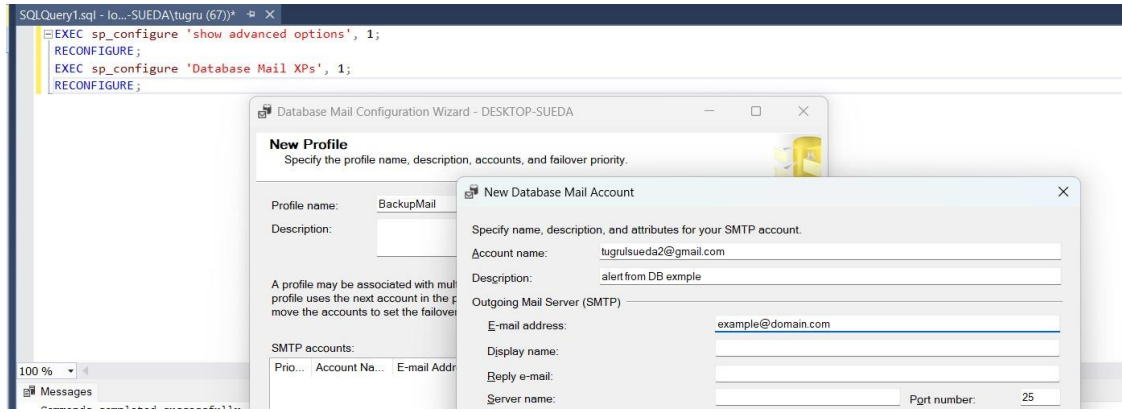 SQLQuery1.sql - lo...-SUEDA\tugru (67))*
EXEC sp_configure 'show advanced options', 1;
RECONFIGURE;
EXEC sp_configure 'Database Mail XPs', 1;
RECONFIGURE;
Database Mail Configuration Wizard - DESKTOP-SUEDA
New Profile
Specify the profile name, description, accounts, and failover priority.
Profile name: BackupMail
Description:
A profile may be associated with mul
profile uses the next account in the p
move the accounts to set the failover
SMTP accounts:
Prio... Account Na... E-mail Addr
New Database Mail Account
Specify name, description, and attributes for your SMTP account.
Account name: tugrulsueda2@gmail.com
Description: alert from DB exmple
Outgoing Mail Server (SMTP)
E-mail address: example@domain.com
Display name:
Reply e-mail:
Server name: Port number: 25
100 %
Messages
Commands completed successfully